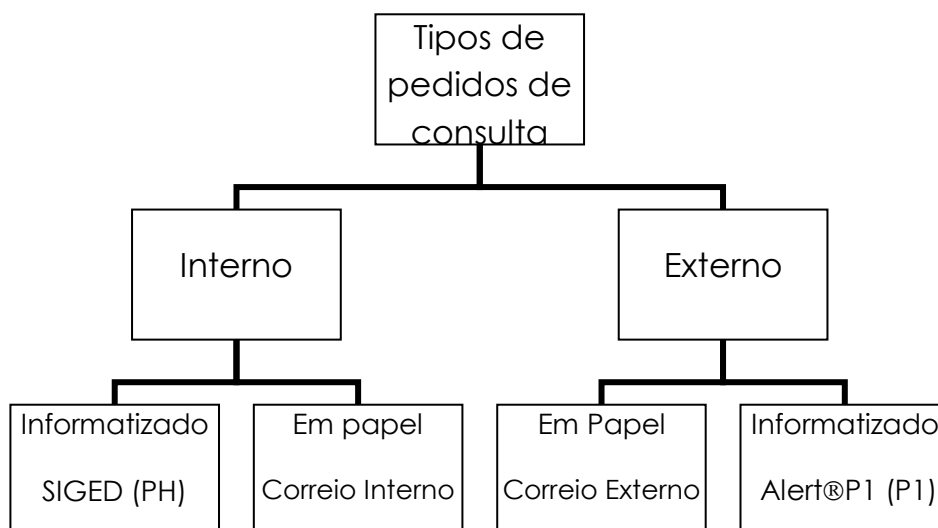 Tipos de
pedidos de
consulta
Interno
Externo
Informatizado
SIGED (PH)
Em papel
Correio Interno
Em Papel
Correio Externo
Informatizado
Alert®P1 (P1)